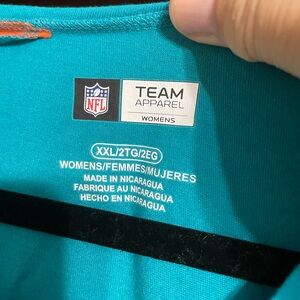 NFL
TEAM
APPAREL
WOMENS
XXL/2TG/2EG
WOMENS/FEMMES/MUJERES
MADE IN NICARAGUA
FABRIQUE AU NICARAGUA
HECHO EN NICARAGUA